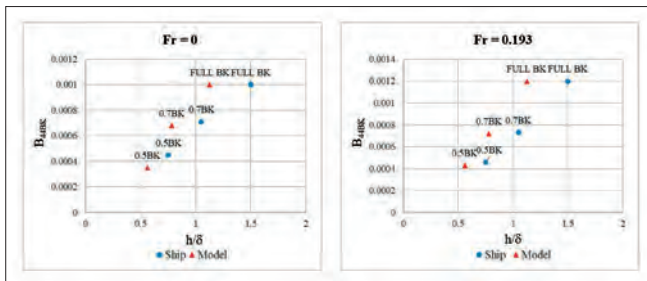 Fr = 0
0.0012
0.001
0.0008
0.0006
0.0004
0.0002
0
B44BK
FULL BK FULL BK
0.7BK 0.7BK
0.5BK
0.5BK
0 0.5 1 1.5 2
h/δ
Ship Model
Fr = 0.193
0.0014
0.0012
0.001
0.0008
0.0006
0.0004
0.0002
0
B44BK
FULL BK FULL BK
0.7BK 0.7BK
0.5BK 0.5BK
0 0.5 1 1.5 2
h/δ
Ship Model